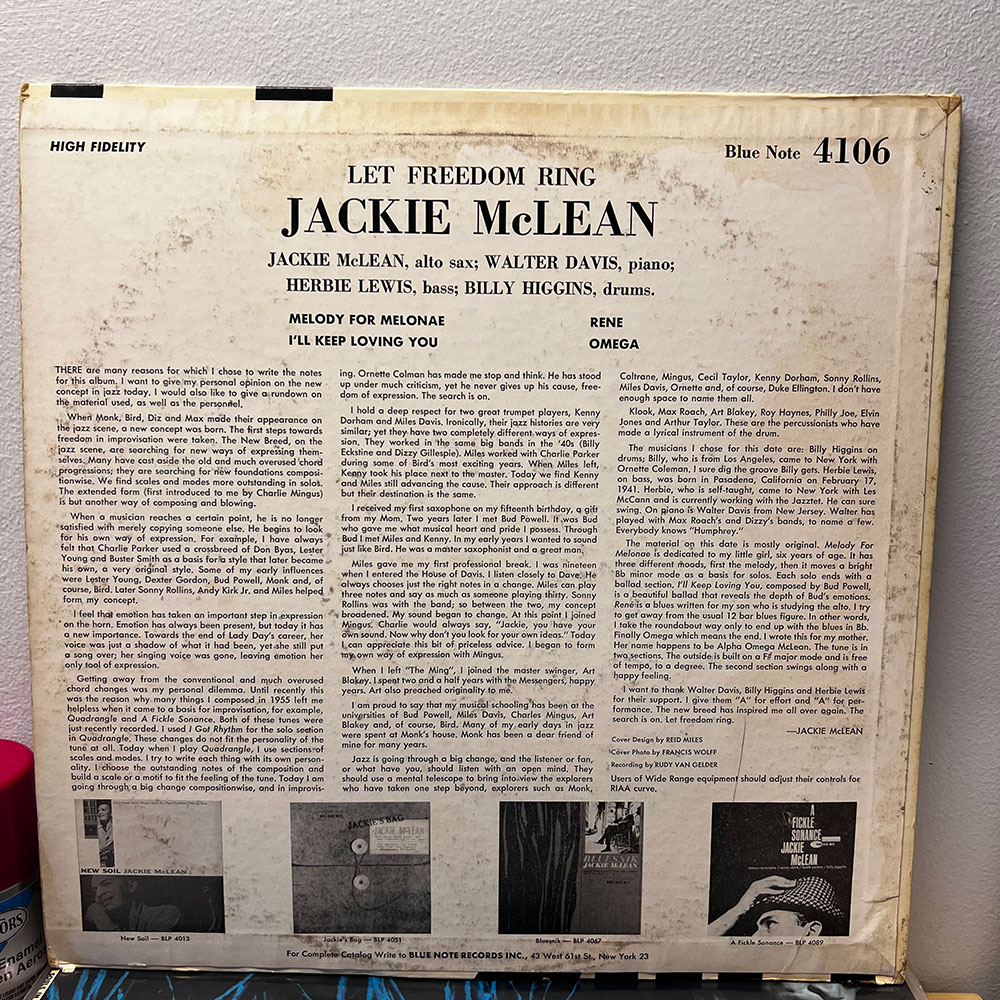 HIGH FIDELITY
Blue Note 4106
LET FREEDOM RING
JACKIE McLEAN
JACKIE McLEAN, alto sax; WALTER DAVIS, piano;
HERBIE LEWIS, bass; BILLY HIGGINS, drums.
MELODY FOR MELONAE
I'LL KEEP LOVING YOU
RENE
OMEGA
THERE are many reasons for which I chose to write the notes
for this album. I want to give my personal opinion on the new
concept in jazz today. I would also like to give a rundown on
the material used, as well as the personnel.
When Monk, Bird, Diz and Max made their appearance on
the jazz scene, a new concept was born. The first steps towards
freedom in improvisation were taken. The New Breed, on the
jazz scene, are searching for new ways of expressing them-
selves. Many have cast aside the old and much overused chord
progressions; they are searching for new foundations composi-
tionwise. We find scales and modes more outstanding in solos.
The extended form (first introduced to me by Charlie Mingus)
is but another way of composing and blowing.
When a musician reaches a certain point, he is no longer
satisfied with merely copying someone else. He begins to look
for his own way of expression. For example, I have always
felt that Charlie Parker used a crossbreed of Don Byas, Lester
Young and Buster Smith as a basis for a style that later became
his own, a very original style. Some of my early influences
were Lester Young, Dexter Gordon, Bud Powell, Monk and, of
course, Bird. Later Sonny Rollins, Andy Kirk Jr. and Miles helped
form my concept.
I feel that emotion has taken an important step in expression
on the horn. Emotion has always been present, but today it has
a new importance. Towards the end of Lady Day's career, her
voice was just a shadow of what it had been, yet she still put
a song over; her singing voice was gone, leaving emotion her
only tool of expression.
Getting away from the conventional and much overused
chord changes was my personal dilemma. Until recently this
was the reason why many things I composed in 1955 left me
helpless when it came to a basis for improvisation, for example,
Quadrangle and A Fickle Sonance. Both of these tunes were
just recently recorded. I used I Got Rhythm for the solo section
on Quadrangle. These changes do not fit the personality of the
tune at all. Today when I play Quadrangle, I use sections of
scales and modes. I try to write each thing with its own person-
ality. I choose the outstanding notes of the composition and
build a scale or a motif to fit the feeling of the tune. Today I am
going through a big change compositionwise, and in improvis-
ing. Ornette Colman has made me stop and think. He has stood
up under much criticism, yet he never gives up his cause, free-
dom of expression. The search is on.
I hold a deep respect for two great trumpet players, Kenny
Dorham and Miles Davis. Ironically, their jazz histories are very
similar; yet they have two completely different ways of expres-
sion. They worked in the same big bands in the '40s (Billy
Eckstine and Dizzy Gillespie). Miles worked with Charlie Parker
during some of Bird's most exciting years. When Miles left,
Kenny took his place next to the master. Today we find Kenny
and Miles still advancing the cause. Their approach is different
but their destination is the same.
I received my first saxophone on my fifteenth birthday, a gift
from my Mom. Two years later I met Bud Powell. It was Bud
who gave me what musical heart and pride I possess. Through
Bud I met Miles and Kenny. In my early years I wanted to sound
just like Bird. He was a master saxophonist and a great man.
Miles gave me my first professional break. I was nineteen
when I entered the House of Davis. I listen closely to Dave. He
always chooses just the right notes in a change. Miles can play
three notes and say as much as someone playing thirty. Sonny
Rollins was with the band; so between the two, my concept
broadened. My sound began to change. At this point I joined
Mingus. Charlie would always say, "Jackie, you have your
own sound. Now why don't you look for your own ideas." Today
I can appreciate this bit of priceless advice. I began to form
my own way of expression with Mingus.
When I left "The Ming", I joined the master swinger, Art
Blakey. I spent two and a half years with the Messengers, happy
years. Art also preached originality to me.
I am proud to say that my musical schooling has been at the
universities of Bud Powell, Miles Davis, Charles Mingus, Art
Blakey and, of course, Bird. Many of my early days in jazz
were spent at Monk's house. Monk has been a dear friend of
mine for many years.
Jazz is going through a big change, and the listener or fan,
or what have you, should listen with an open mind. They
should use a mental telescope to bring into view the explorers
who have taken one step beyond, explorers such as Monk,
Coltrane, Mingus, Cecil Taylor, Kenny Dorham, Sonny Rollins,
Miles Davis, Ornette and, of course, Duke Ellington. I don't have
enough space to name them all.
Klook, Max Roach, Art Blakey, Roy Haynes, Philly Joe, Elvin
Jones and Arthur Taylor. These are the percussionists who have
made a lyrical instrument of the drum.
The musicians I chose for this date are: Billy Higgins on
drums; Billy, who is from Los Angeles, came to New York with
Ornette Coleman. I sure dig the groove Billy gets. Herbie Lewis,
on bass, was born in Pasadena, California on February 17,
1941. Herbie, who is self-taught, came to New York with Les
McCann and is currently working with the Jazztet. He can sure
swing. On piano is Walter Davis from New Jersey. Walter has
played with Max Roach's and Dizzy's bands, to name a few.
Everybody knows "Humphrey."
The material on this date is mostly original. Melody For
Melonae is dedicated to my little girl, six years of age. It has
three different moods, first the melody, then it moves a bright
Bb minor mode as a basis for solos. Each solo ends with a
ballad section. I'll Keep Loving You, composed by Bud Powell,
is a beautiful ballad that reveals the depth of Bud's emotions.
René is a blues written for my son who is studying the alto. I try
to get away from the usual 12 bar blues figure. In other words,
I take the roundabout way only to end up with the blues in Bb.
Finally Omega which means the end. I wrote this for my mother.
Her name happens to be Alpha Omega McLean. The tune is in
two sections. The outside is built on a F# major mode and is free
of tempo, to a degree. The second section swings along with a
happy feeling.
I want to thank Walter Davis, Billy Higgins and Herbie Lewis
for their support. I give them "A" for effort and "A" for per-
formance. The new breed has inspired me all over again. The
search is on. Let freedom ring.
—JACKIE McLEAN
Cover Design by REID MILES
Cover Photo by FRANCIS WOLFF
Recording by RUDY VAN GELDER
Users of Wide Range equipment should adjust their controls for
RIAA curve.
NEW SOIL JACKIE McLEAN
JACKIE'S BAG
JACKIE McLEAN
BLUESNIK
JACKIE McLEAN
A
FICKLE
SONANCE
JACKIE
McLEAN
New Soil — BLP 4013
Jackie's Bag — BLP 4051
Bluesnik — BLP 4067
A Fickle Sonance — BLP 4089
For Complete Catalog Write to BLUE NOTE RECORDS INC., 43 West 61st St., New York 23